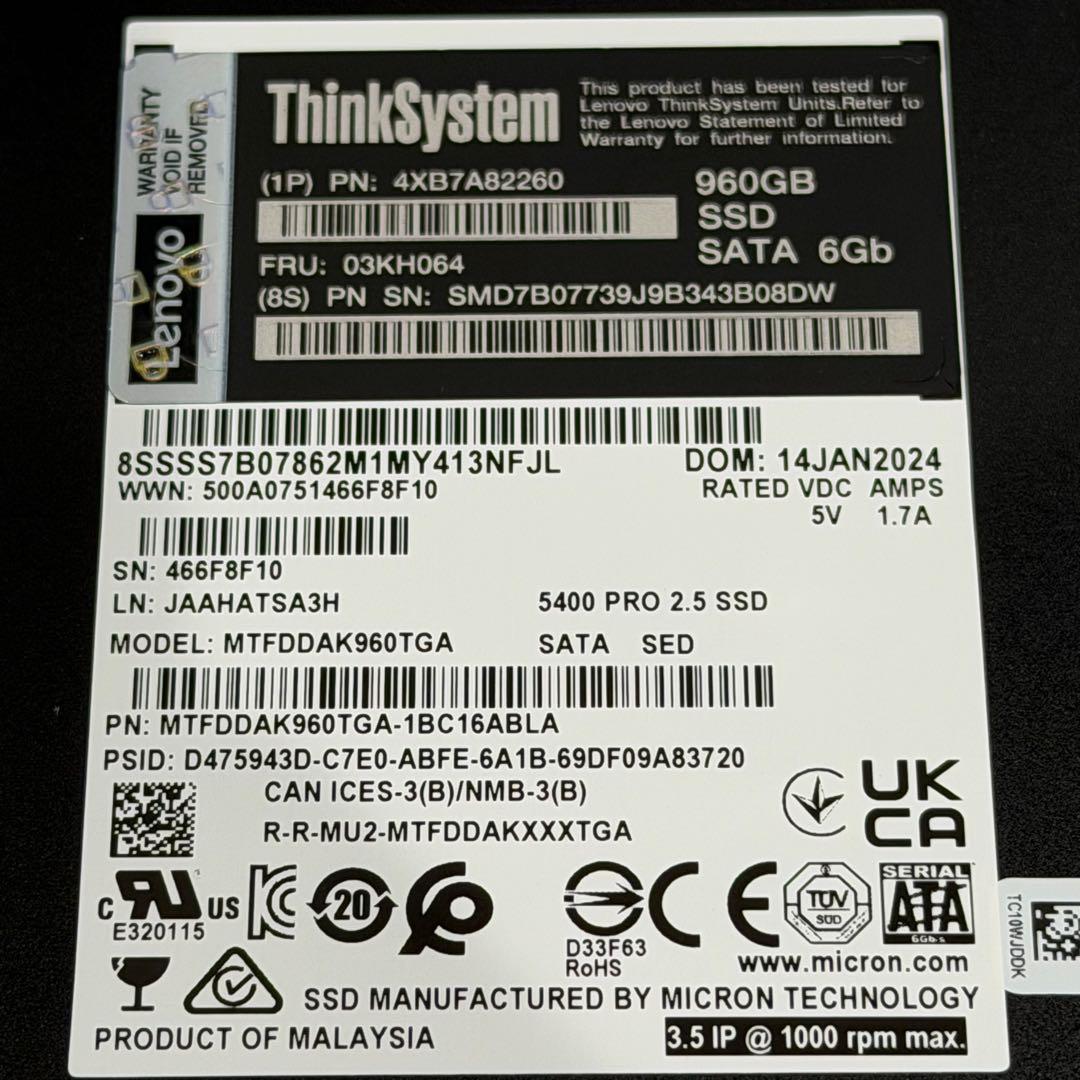 WARRANTY
VOID IF
REMOVED
Lenovo
ThinkSystem
This product has been tested for
Lenovo ThinkSystem Units.Refer to
the Lenovo Statement of Limited
Warranty for further information.
(1P) PN: 4XB7A82260
960GB
SSD
SATA 6Gb
FRU: 03KH064
(8S) PN SN: SMD7B07739J9B343B08DW
8SSSS7B07862M1MY413NFJL
DOM: 14JAN2024
WWN: 500A0751466F8F10
RATED VDC AMPS
5V 1.7A
SN: 466F8F10
LN: JAAHATSA3H
5400 PRO 2.5 SSD
MODEL: MTFDDAK960TGA
SATA SED
PN: MTFDDAK960TGA-1BC16ABLA
PSID: D475943D-C7E0-ABFE-6A1B-69DF09A83720
CAN ICES-3(B)/NMB-3(B)
R-R-MU2-MTFDDAKXXXTGA
UK
CA
C RU US
E320115
20
D33F63
RoHS
CE
TÜV
SÜD
SERIAL
ATA
6Gb·s
www.micron.com
SSD MANUFACTURED BY MICRON TECHNOLOGY
PRODUCT OF MALAYSIA
3.5 IP @ 1000 rpm max.
TC10WJDDK